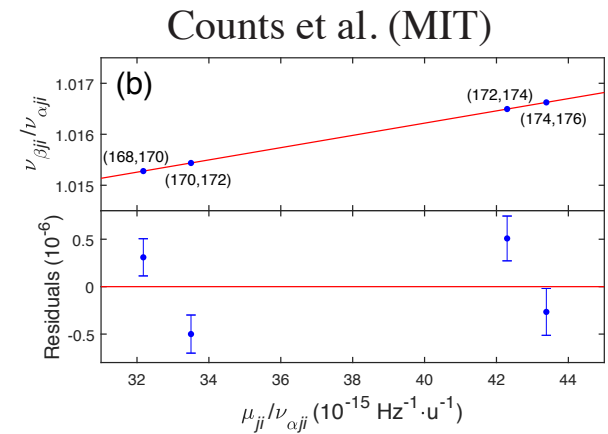 Counts et al. (MIT)
(b)
1.017
1.016
1.015
ν_βji/ν_αji
(168,170)
(170,172)
(172,174)
(174,176)
0.5
0
-0.5
Residuals (10^-6)
32 34 36 38 40 42 44
μ_ji/ν_αji (10^-15 Hz^-1·u^-1)